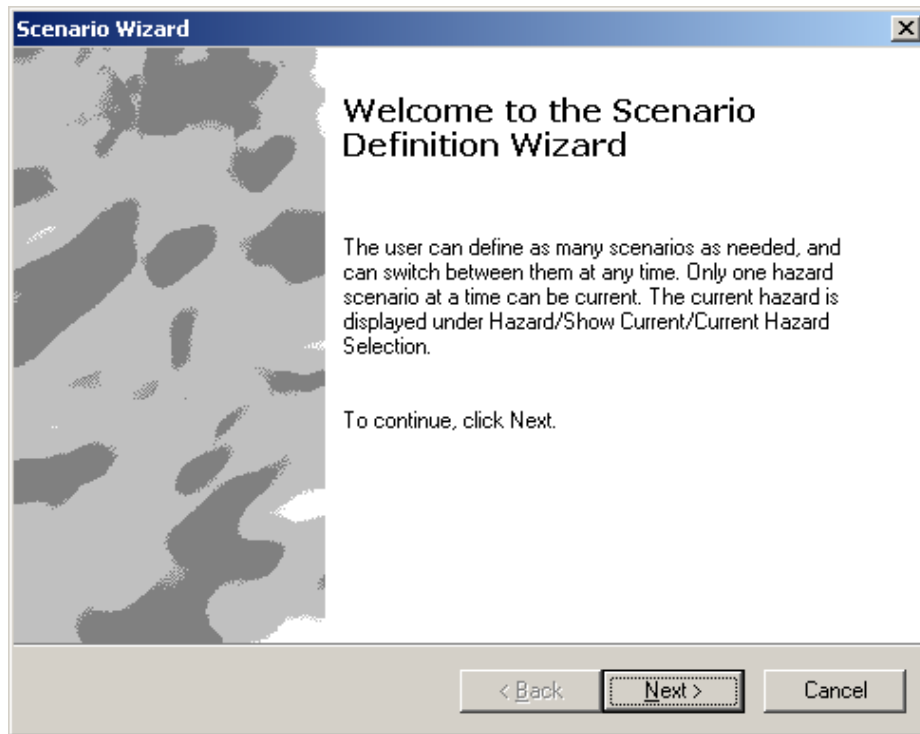 Scenario Wizard
Welcome to the Scenario
Definition Wizard
The user can define as many scenarios as needed, and
can switch between them at any time. Only one hazard
scenario at a time can be current. The current hazard is
displayed under Hazard/Show Current/Current Hazard
Selection.
To continue, click Next.
< Back Next > Cancel